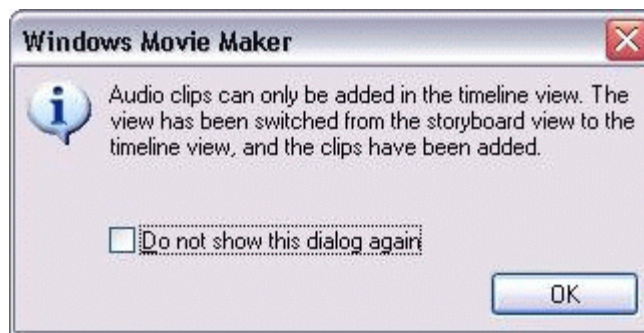 Windows Movie Maker
Audio clips can only be added in the timeline view. The
view has been switched from the storyboard view to the
timeline view, and the clips have been added.
Do not show this dialog again
OK